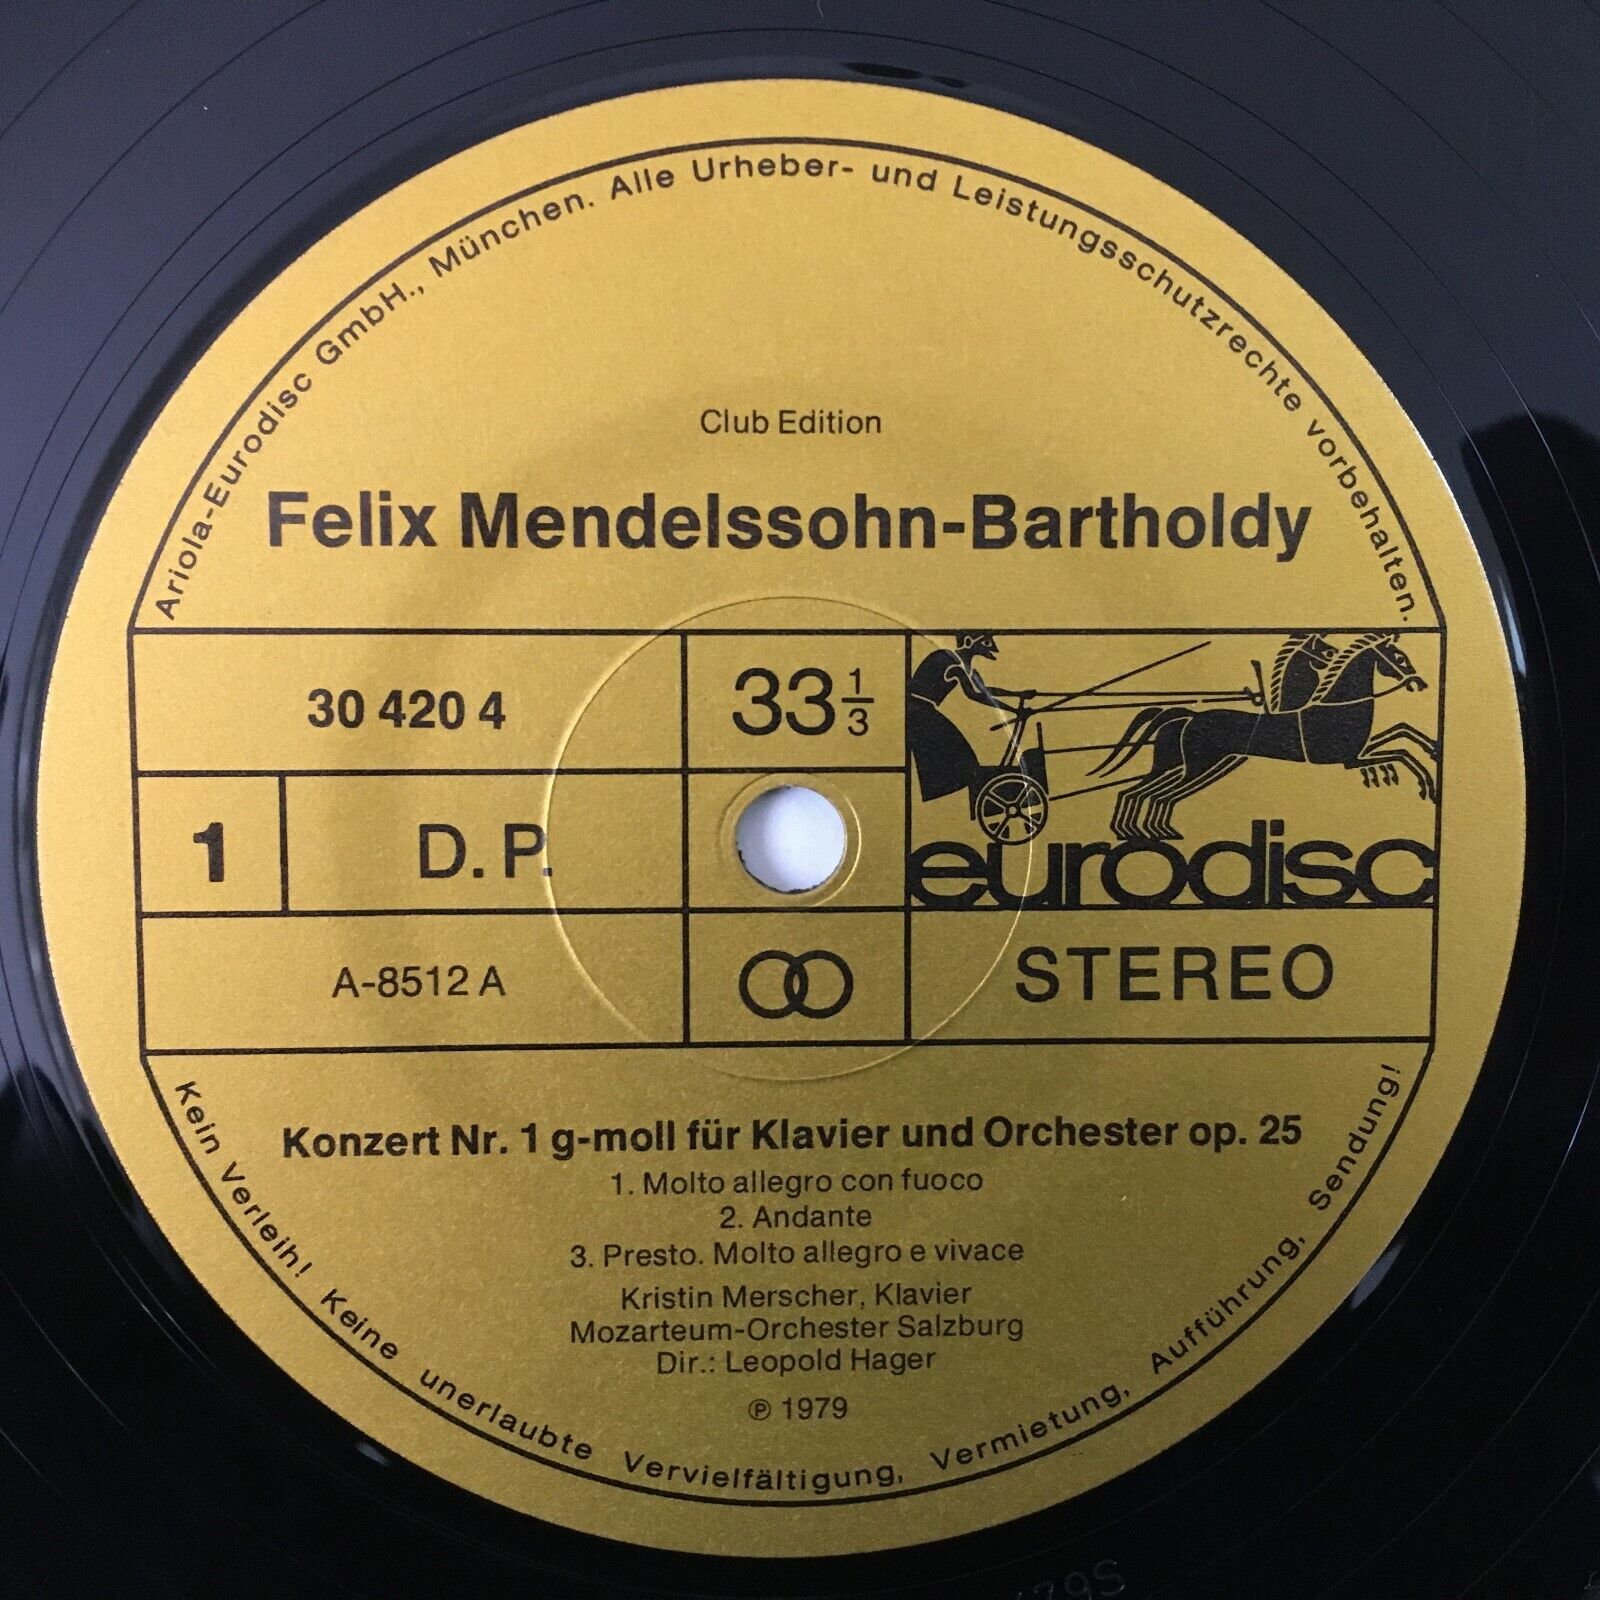 Ariola-Eurodisc GmbH., München. Alle Urheber- und Leistungsschutzrechte vorbehalten.
Club Edition
Felix Mendelssohn-Bartholdy
30 420 4
33 1/3
1
D. P.
eurodisc
A-8512 A
STEREO
Konzert Nr. 1 g-moll für Klavier und Orchester op. 25
1. Molto allegro con fuoco
2. Andante
3. Presto. Molto allegro e vivace
Kristin Merscher, Klavier
Mozarteum-Orchester Salzburg
Dir.: Leopold Hager
℗ 1979
Kein Verleih! Keine unerlaubte Vervielfältigung, Vermietung, Aufführung, Sendung!